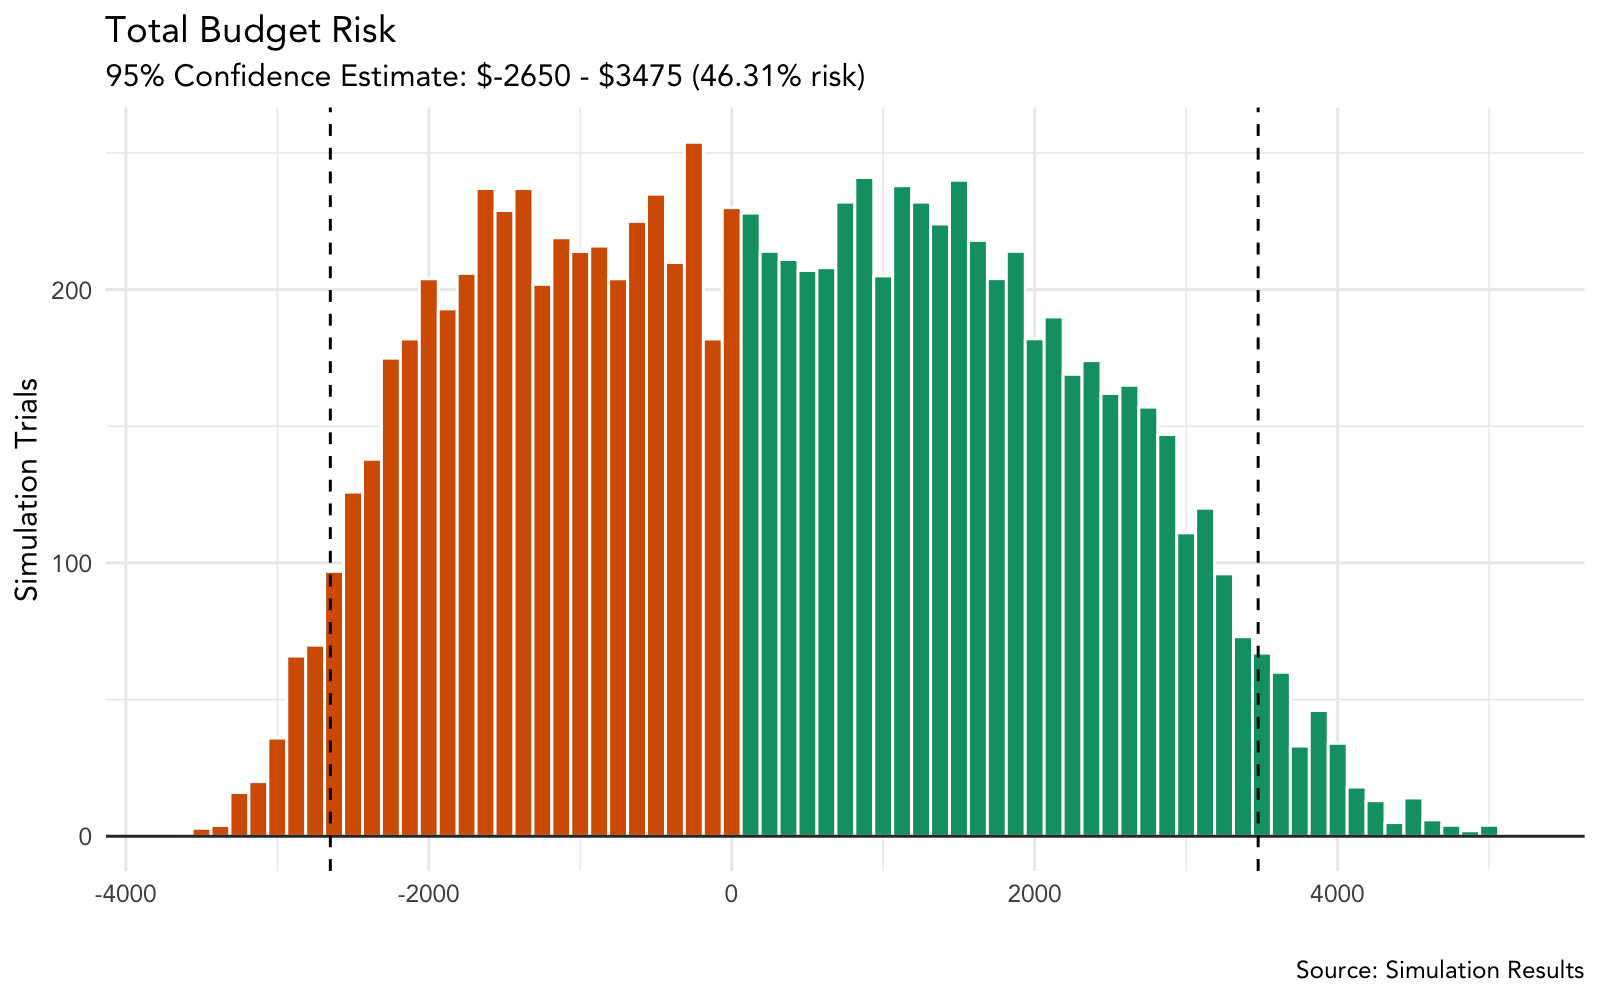 Total Budget Risk
95% Confidence Estimate: $-2650 - $3475 (46.31% risk)
Simulation Trials
200
100
0
-4000
-2000
0
2000
4000
Source: Simulation Results